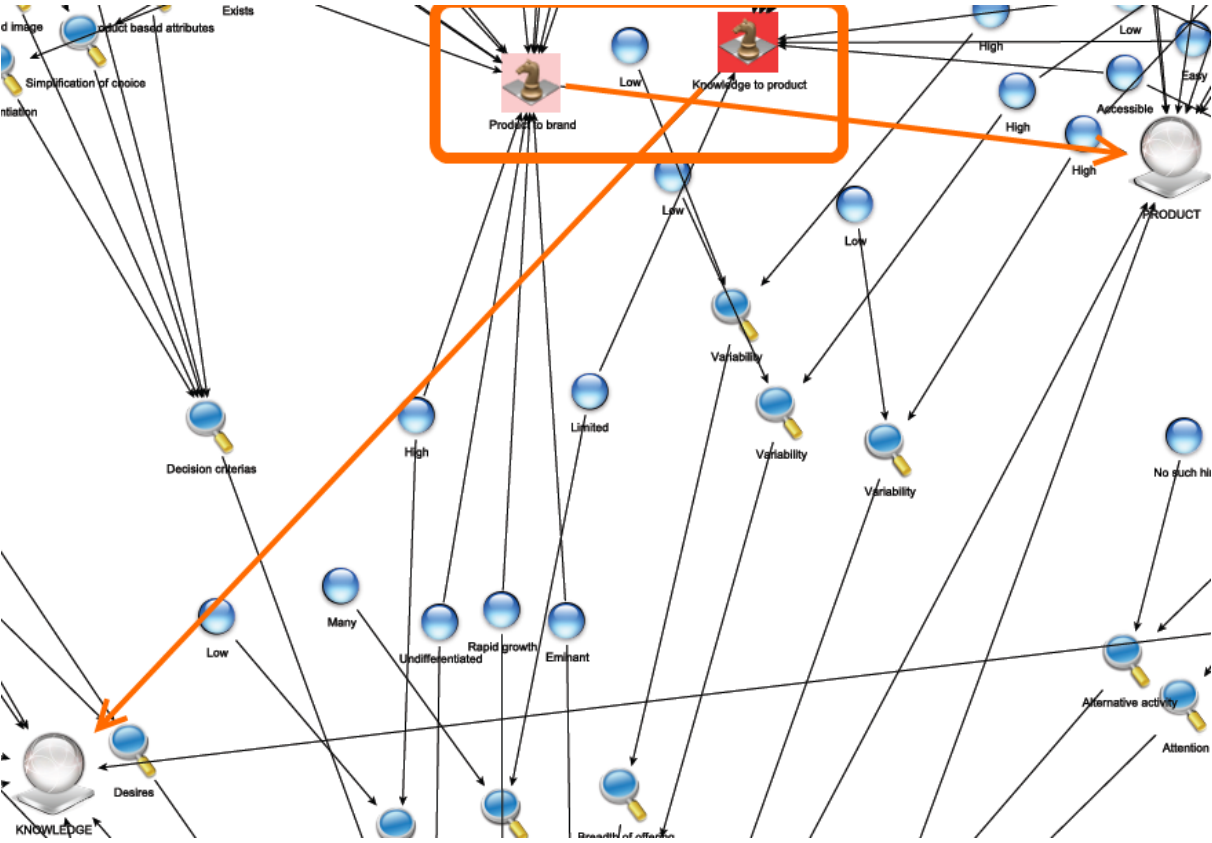 Exists
d image
oduct based attributes
Low
High
Low
Simplification of choice
Knowledge to product
Easy
ntiation
Accessible
Product to brand
High
High
Low
PRODUCT
Low
Variability
Limited
High
Variability
Decision criterias
No such hi
Variability
Many
Low
Rapid growth
Undifferentiated
Eminant
Alternative activity
Attention
Desires
KNOWLEDGE
Breadth of offering